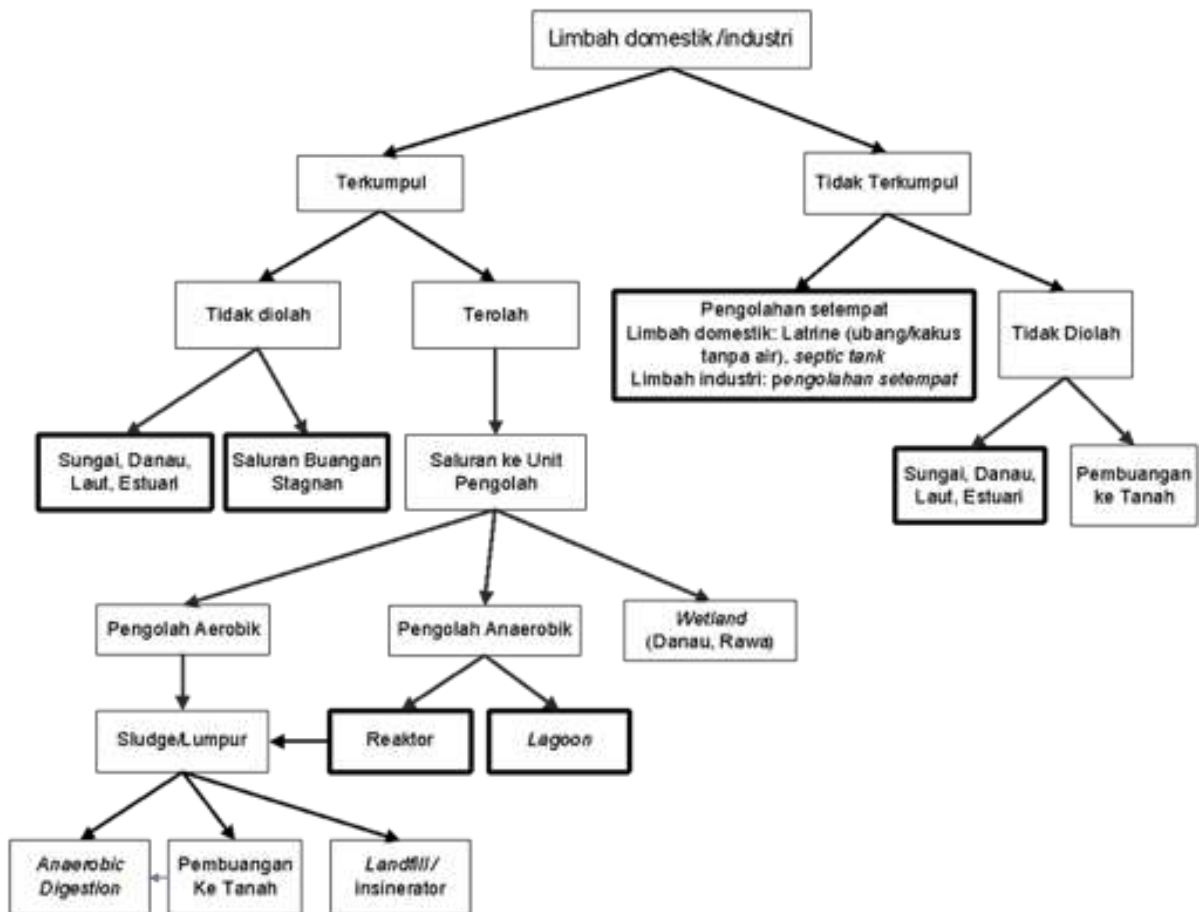 Limbah domestik/industri
Terkumpul
Tidak Terkumpul
Tidak diolah
Terolah
Pengolahan setempat
Limbah domestik: Latrine (ubang/kakus
tanpa air), septic tank
Limbah industri: pengolahan setempat
Tidak Diolah
Sungai, Danau,
Laut, Estuari
Saluran Buangan
Stagnan
Saluran ke Unit
Pengolah
Sungai, Danau,
Laut, Estuari
Pembuangan
ke Tanah
Pengolah Aerobik
Pengolah Anaerobik
Wetland
(Danau, Rawa)
Sludge/Lumpur
Reaktor
Lagoon
Anaerobic
Digestion
Pembuangan
Ke Tanah
Landfill/
insinerator